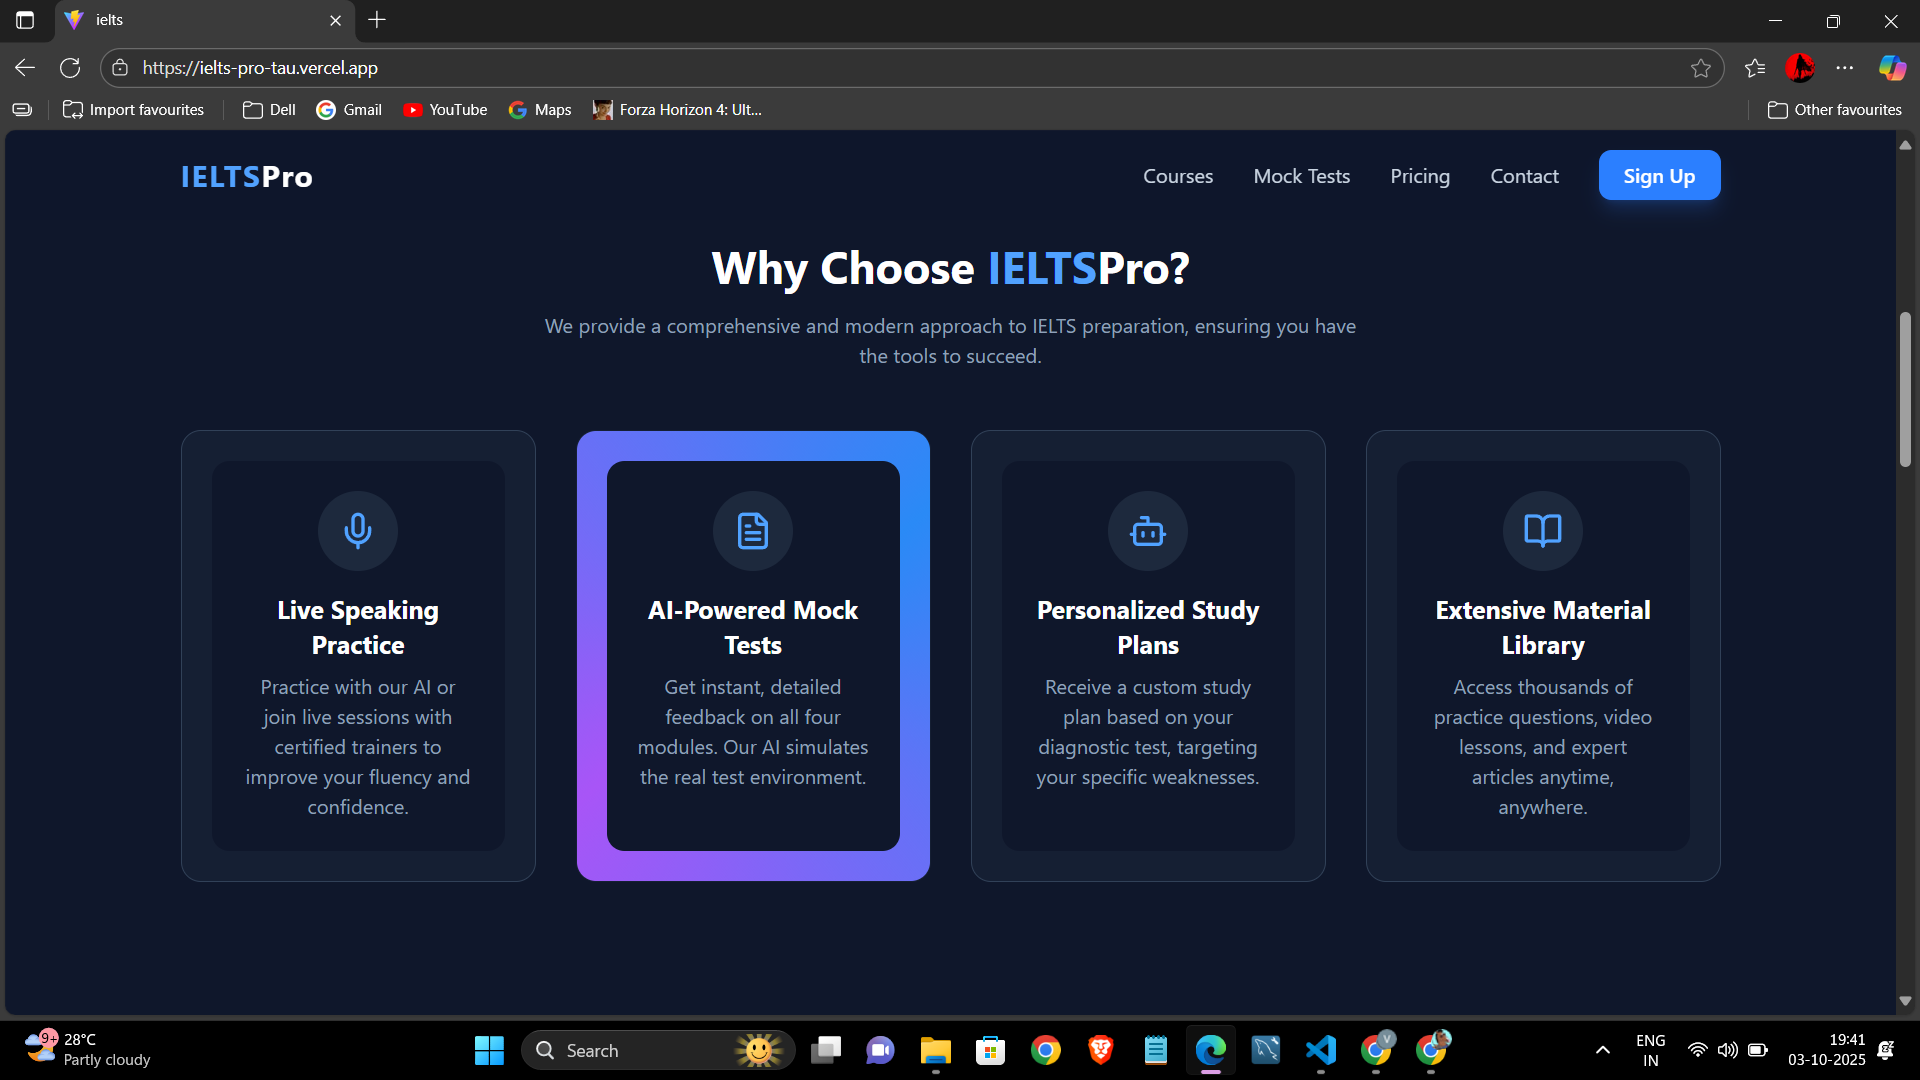 ielts
https://ielts-pro-tau.vercel.app
Import favourites
Dell
Gmail
YouTube
Maps
Forza Horizon 4: Ult...
Other favourites
IELTSPro
Courses
Mock Tests
Pricing
Contact
Sign Up
Why Choose IELTSPro?
We provide a comprehensive and modern approach to IELTS preparation, ensuring you have
the tools to succeed.
Live Speaking
Practice
Practice with our AI or
join live sessions with
certified trainers to
improve your fluency and
confidence.
AI-Powered Mock
Tests
Get instant, detailed
feedback on all four
modules. Our AI simulates
the real test environment.
Personalized Study
Plans
Receive a custom study
plan based on your
diagnostic test, targeting
your specific weaknesses.
Extensive Material
Library
Access thousands of
practice questions, video
lessons, and expert
articles anytime,
anywhere.
9+
28°C
Partly cloudy
Search
V
ENG
IN
19:41
03-10-2025